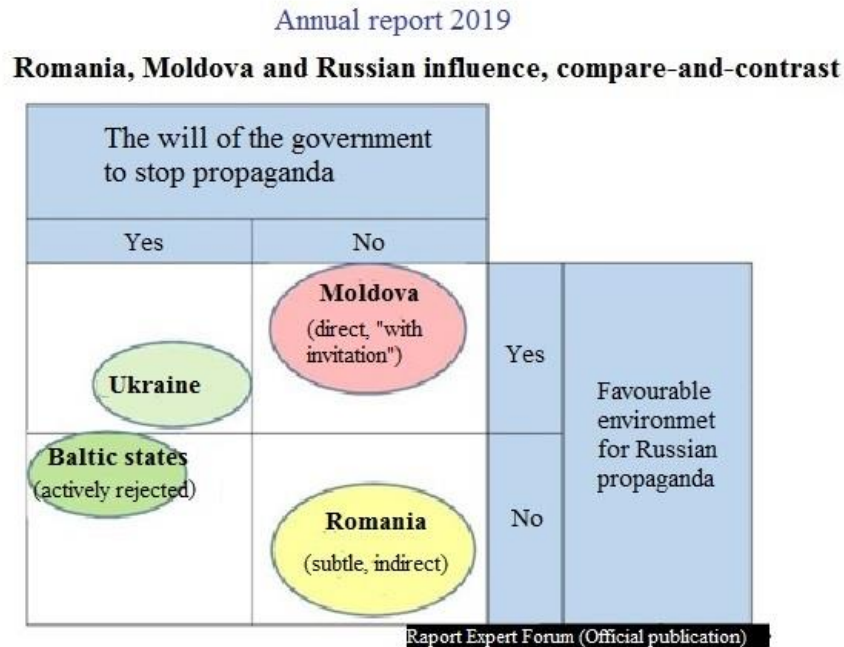 Annual report 2019
Romania, Moldova and Russian influence, compare-and-contrast
The will of the government
to stop propaganda
Yes
No
Moldova
(direct, "with
invitation")
Yes
Ukraine
Favourable
environmet
for Russian
propaganda
Baltic states
(actively rejected)
Romania
(subtle, indirect)
No
Raport Expert Forum (Official publication)